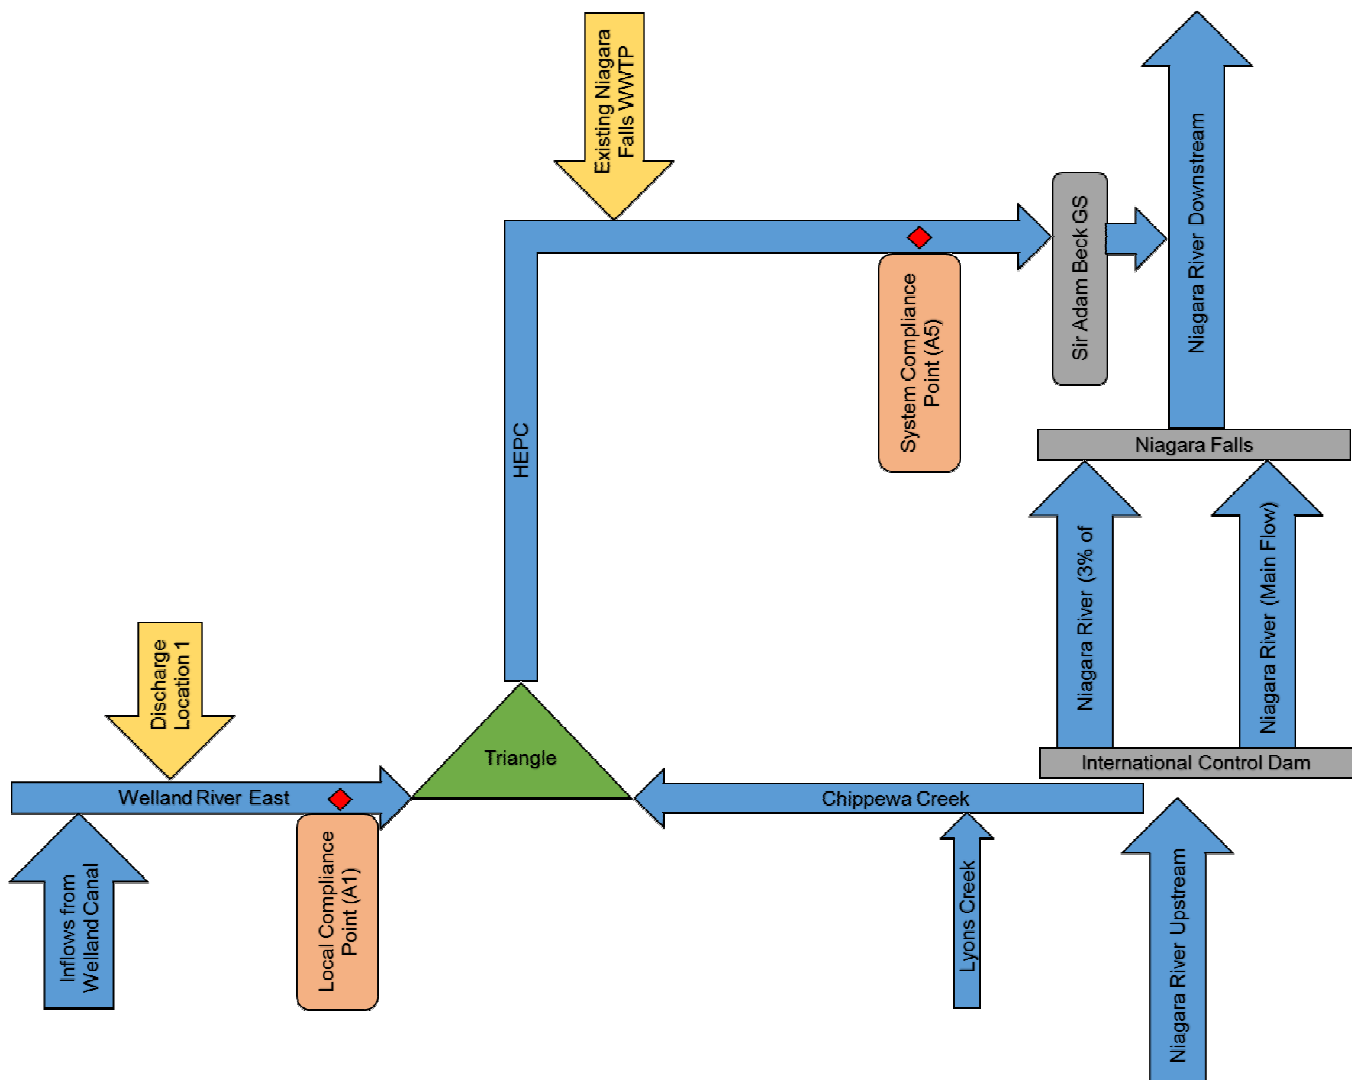 Existing Niagara
Falls WWTP
Niagara River Downstream
Sir Adam Beck GS
System Compliance
Point (A5)
HEPC
Niagara Falls
Niagara River (3% of
Niagara River (Main Flow)
Discharge
Location 1
Triangle
International Control Dam
Welland River East
Chippewa Creek
Local Compliance
Point (A1)
Inflows from
Welland Canal
Lyons Creek
Niagara River Upstream